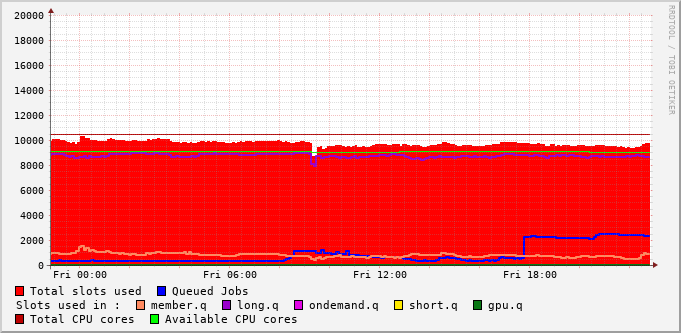 20000
18000
16000
14000
12000
10000
8000
6000
4000
2000
0
Fri 00:00 Fri 06:00 Fri 12:00 Fri 18:00
RRDTOOL / TOBI OETIKER
Total slots used Queued Jobs
Slots used in : member.q long.q ondemand.q short.q gpu.q
Total CPU cores Available CPU cores